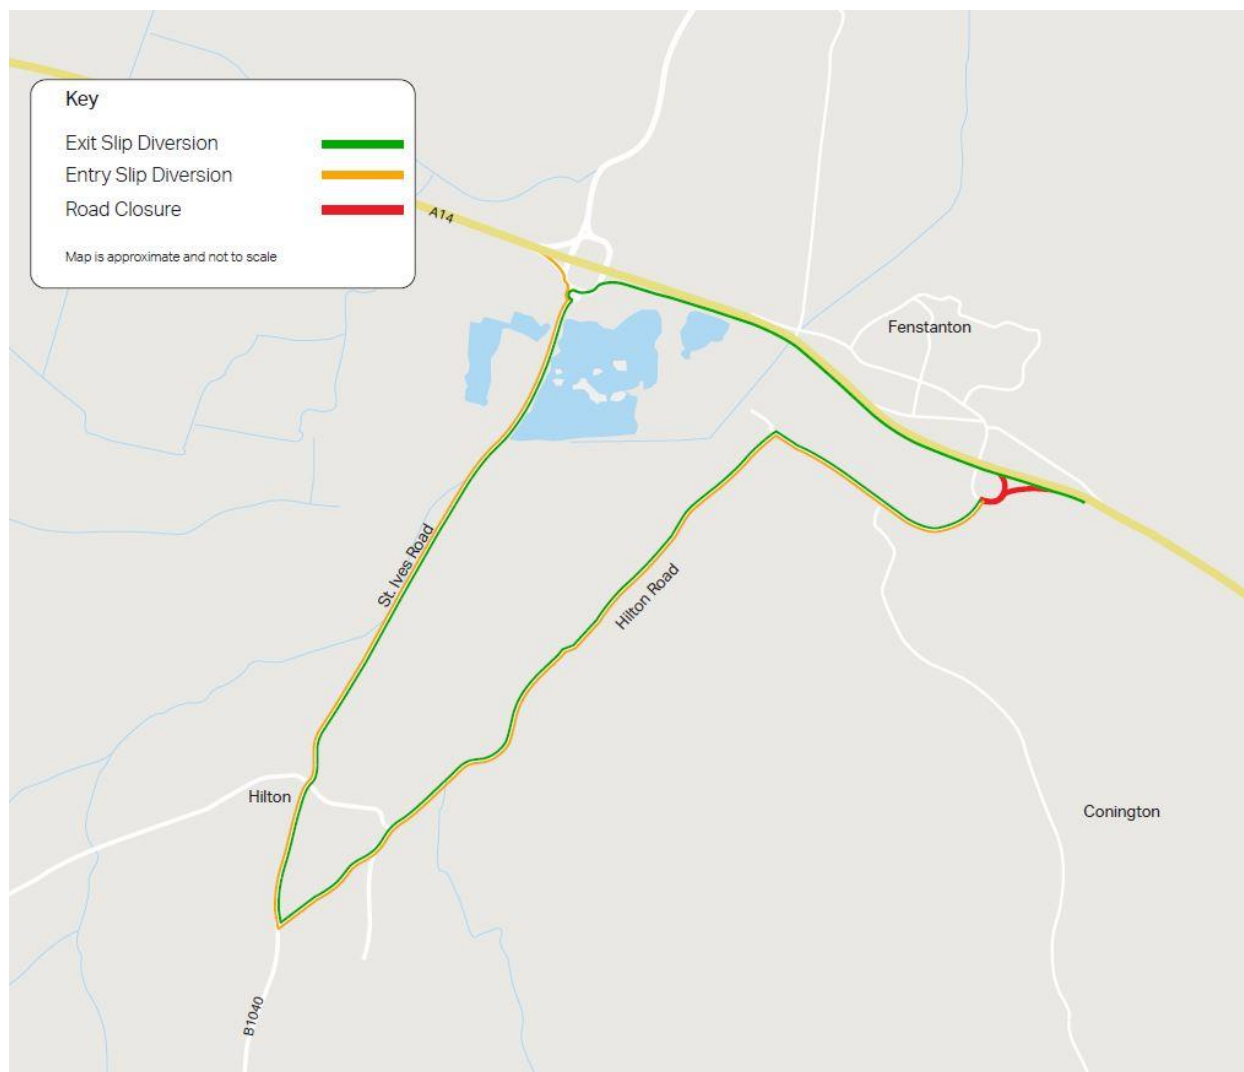 Key
Exit Slip Diversion
Entry Slip Diversion
Road Closure
Map is approximate and not to scale
A14
Fenstanton
St. Ives Road
Hilton Road
Hilton
Conington
B1040